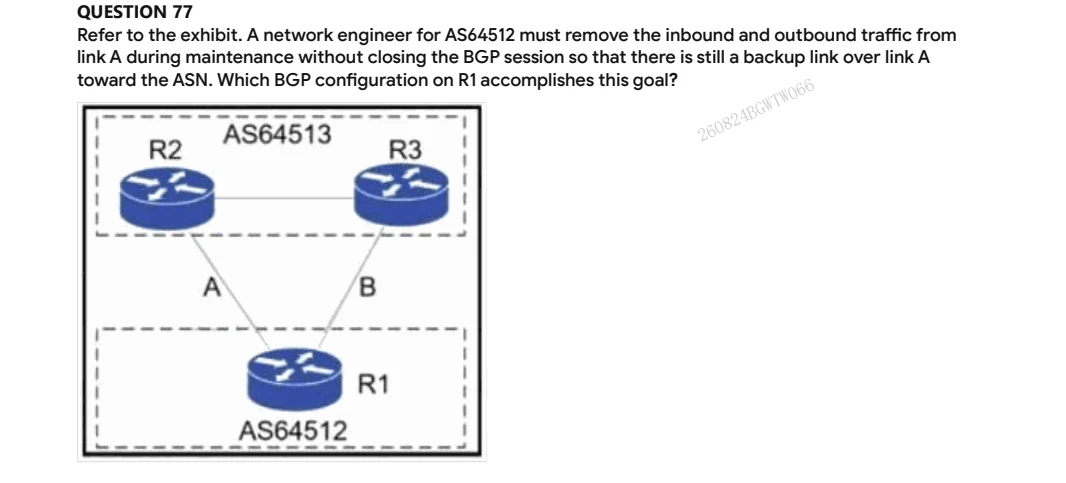 QUESTION 77
Refer to the exhibit. A network engineer for AS64512 must remove the inbound and outbound traffic from
link A during maintenance without closing the BGP session so that there is still a backup link over link A
toward the ASN. Which BGP configuration on R1 accomplishes this goal?
260824BGWTW066
AS64513
R2
R3
A
B
R1
AS64512